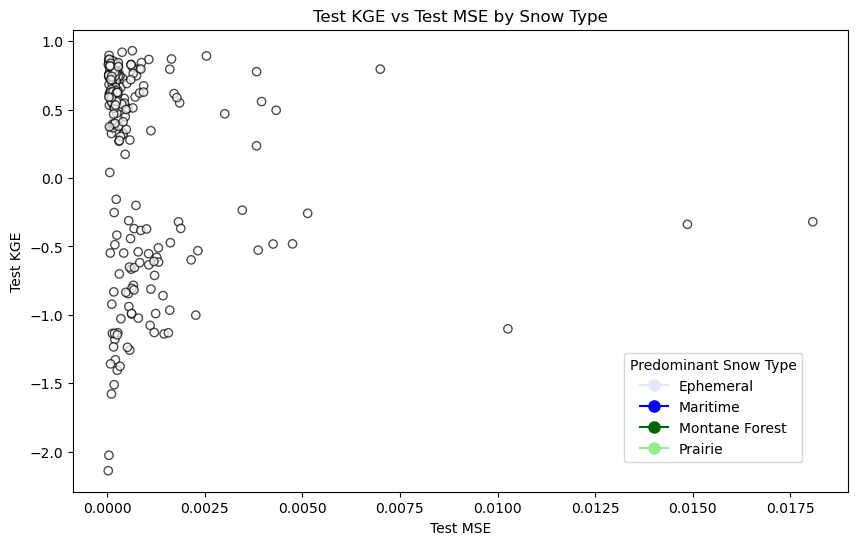 Test KGE vs Test MSE by Snow Type
1.0
0.5
0.0
−0.5
−1.0
−1.5
−2.0
Test KGE
Predominant Snow Type
Ephemeral
Maritime
Montane Forest
Prairie
0.0000 0.0025 0.0050 0.0075 0.0100 0.0125 0.0150 0.0175
Test MSE